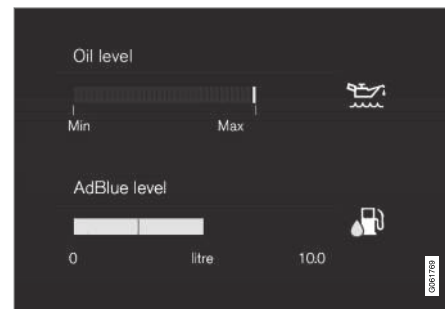 Oil level
Min Max
AdBlue level
0 litre 10.0
G061769